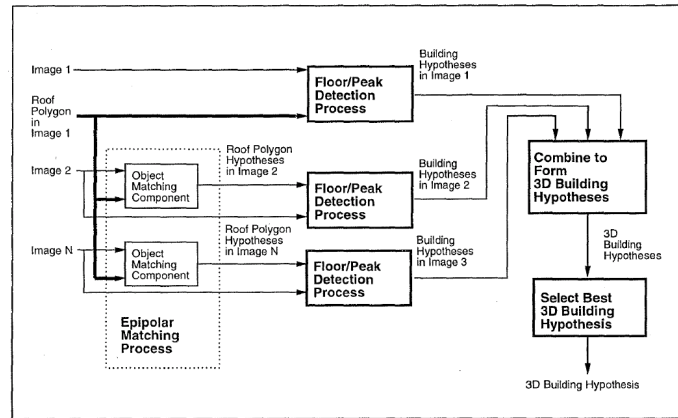 Image 1
Roof
Polygon
in
Image 1
Floor/Peak
Detection
Process
Building
Hypotheses
in Image 1
Image 2
Object
Matching
Component
Roof Polygon
Hypotheses
in Image 2
Floor/Peak
Detection
Process
Building
Hypotheses
in Image 2
Image N
Object
Matching
Component
Roof Polygon
Hypotheses
in Image N
Floor/Peak
Detection
Process
Building
Hypotheses
in Image 3
Epipolar
Matching
Process
Combine to
Form
3D Building
Hypotheses
3D
Building
Hypotheses
Select Best
3D Building
Hypothesis
3D Building Hypothesis